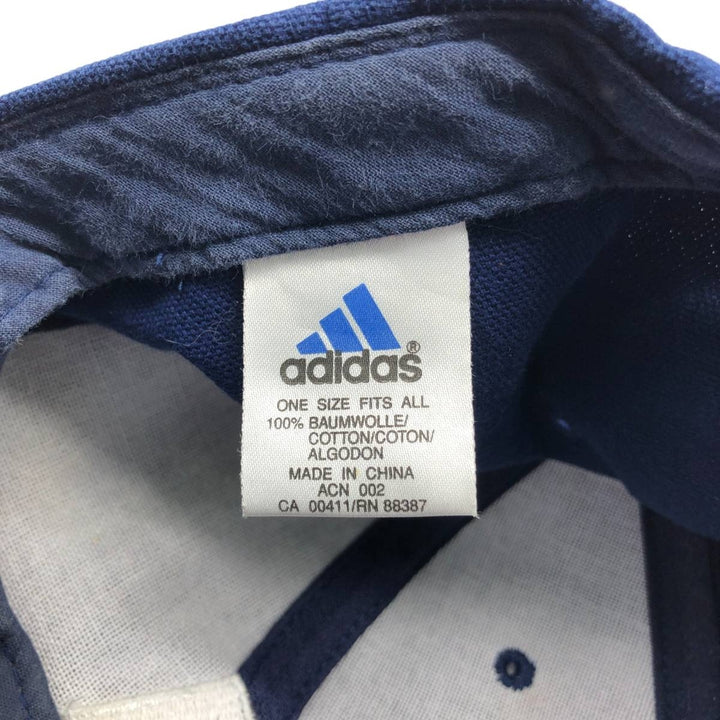 adidas®
ONE SIZE FITS ALL
100% BAUMWOLLE/
COTTON/COTON/
ALGODON
MADE IN CHINA
ACN 002
CA 00411/RN 88387